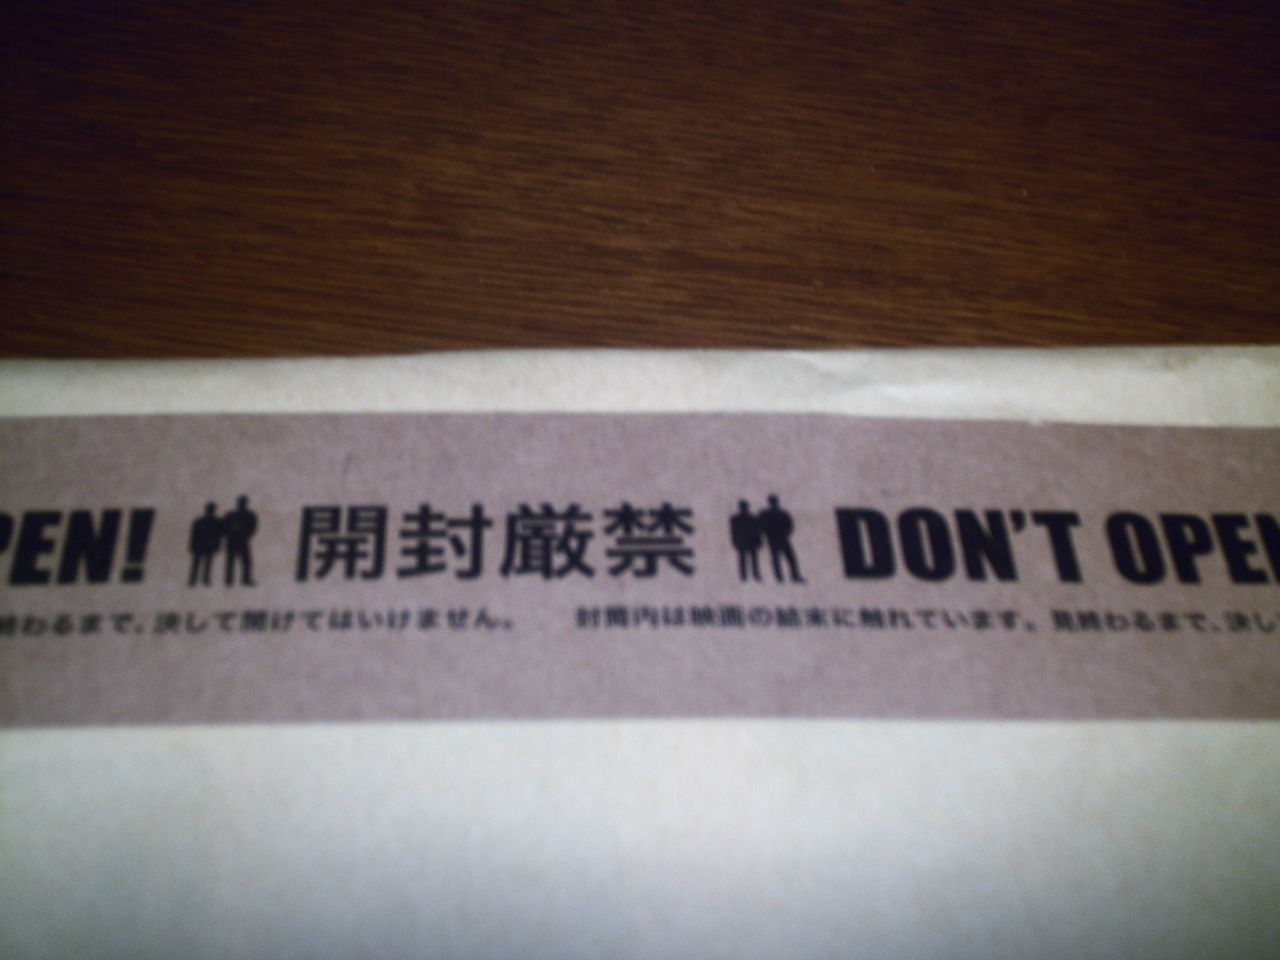 PEN! 開封厳禁 DON'T OPEN
終わるまで、決して開けてはいけません。 封筒内は映画の結末に触れています。見終わるまで、決して